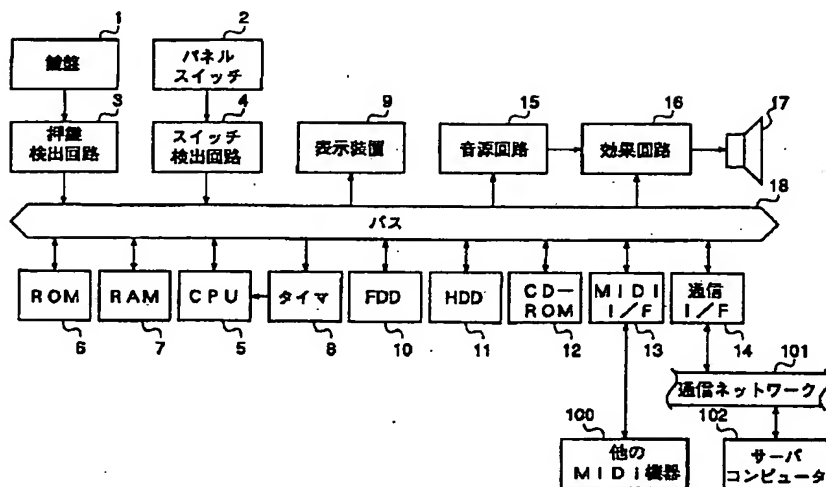 1
2
鍵盤
パネル
スイッチ
3
4
9
15
16
17
押鍵
検出回路
スイッチ
検出回路
表示装置
音源回路
効果回路
18
バス
ROM
RAM
CPU
タイマ
FDD
HDD
CD-
ROM
MIDI
I/F
通信
I/F
6
7
5
8
10
11
12
13
14
101
通信ネットワーク
100
102
他の
MIDI機器
サーバ
コンピュータ